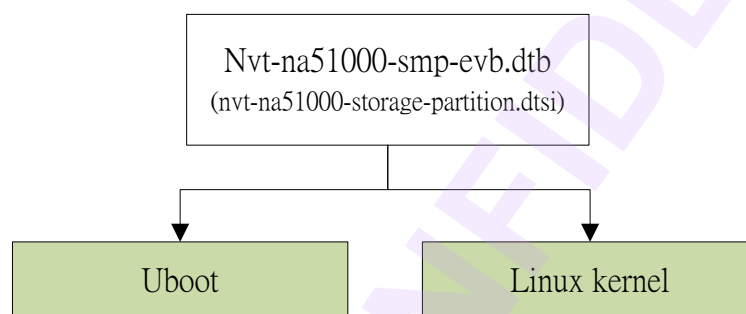 Nvt-na51000-smp-evb.dtb
(nvt-na51000-storage-partition.dtsi)
Uboot
Linux kernel